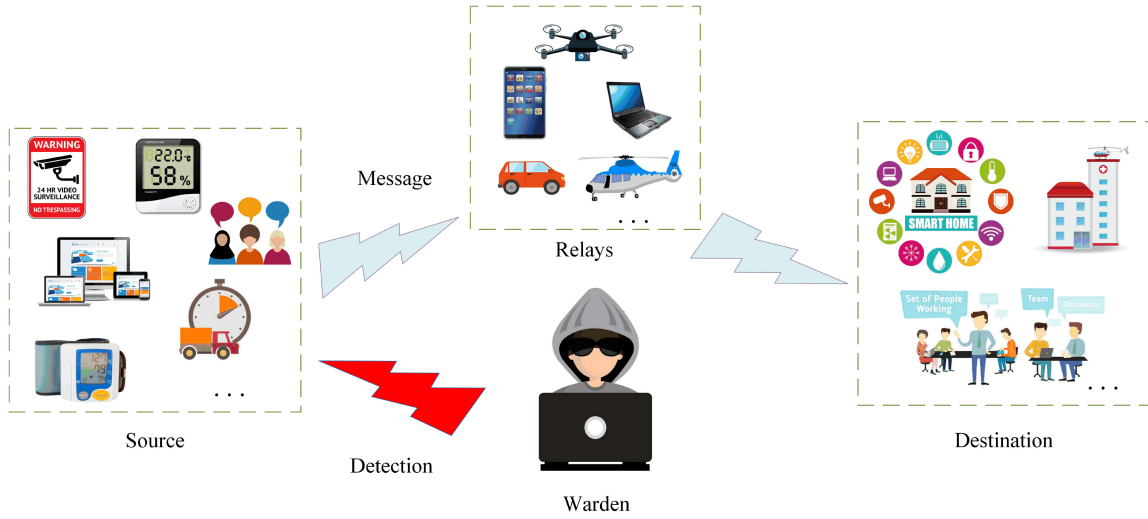 WARNING
24 HR VIDEO
SURVEILLANCE
NO TRESPASSING
22.0
℃
58%
Source
Message
Detection
. . .
Relays
. . .
Warden
SMART HOME
Set of People
Working
Team
Discussion
. . .
Destination